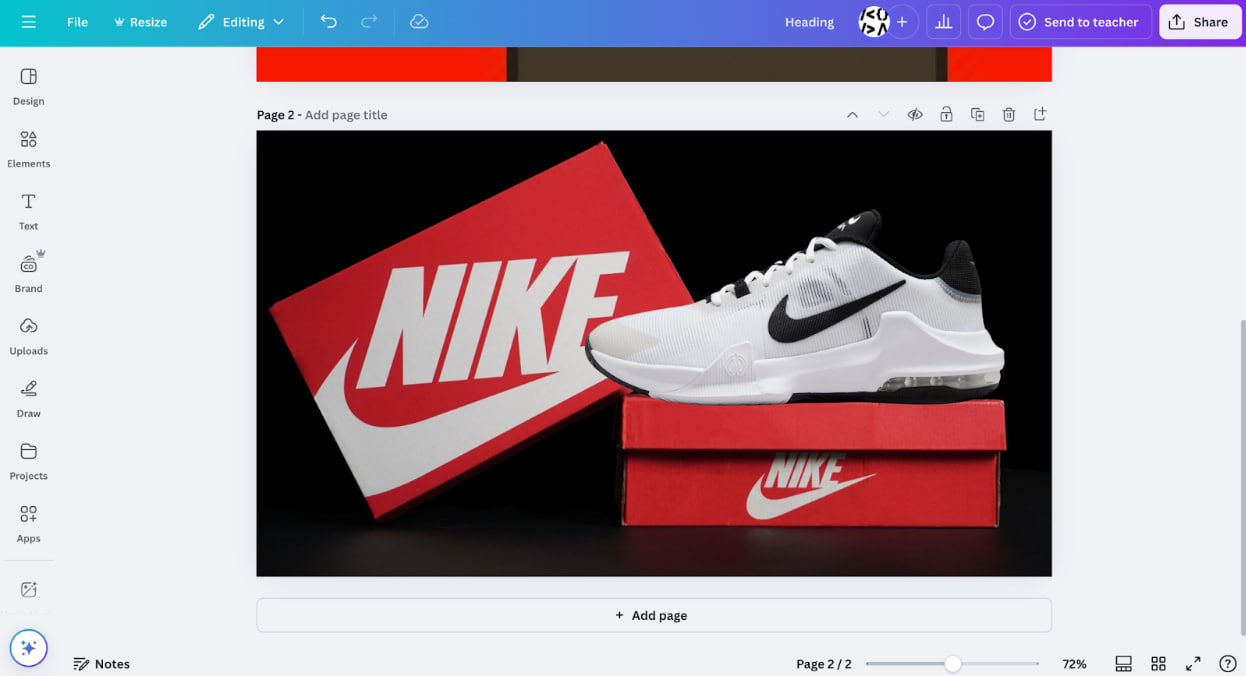 File
Resize
Editing
Heading
Send to teacher
Share
Design
Elements
Text
CO
Brand
Uploads
Draw
Projects
Apps
Page 2 - Add page title
NIKE
NIKE
+ Add page
Notes
Page 2 / 2
72%